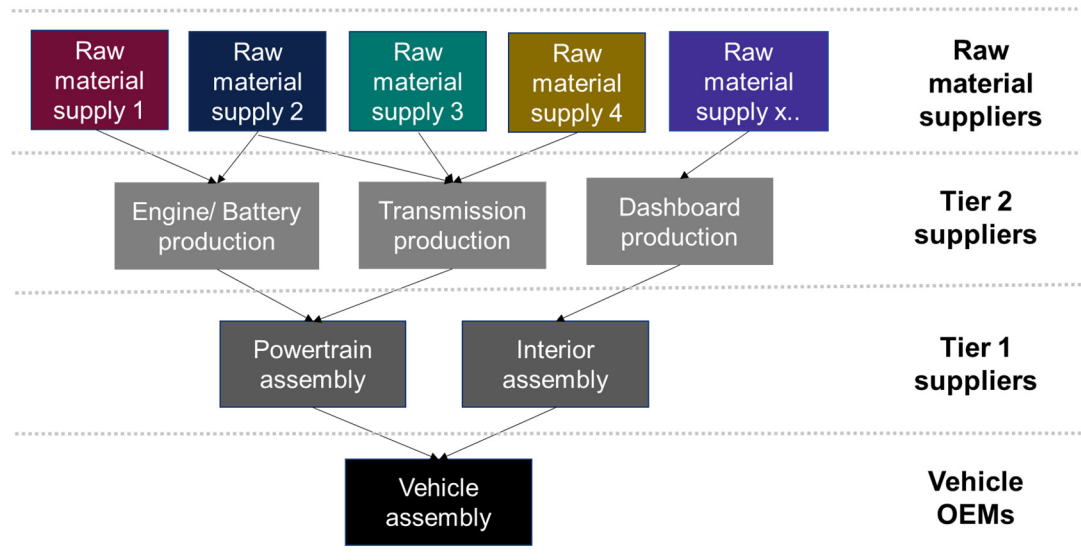 Raw
material
supply 1
Raw
material
supply 2
Raw
material
supply 3
Raw
material
supply 4
Raw
material
supply x..
Raw
material
suppliers
Engine/ Battery
production
Transmission
production
Dashboard
production
Tier 2
suppliers
Powertrain
assembly
Interior
assembly
Tier 1
suppliers
Vehicle
assembly
Vehicle
OEMs